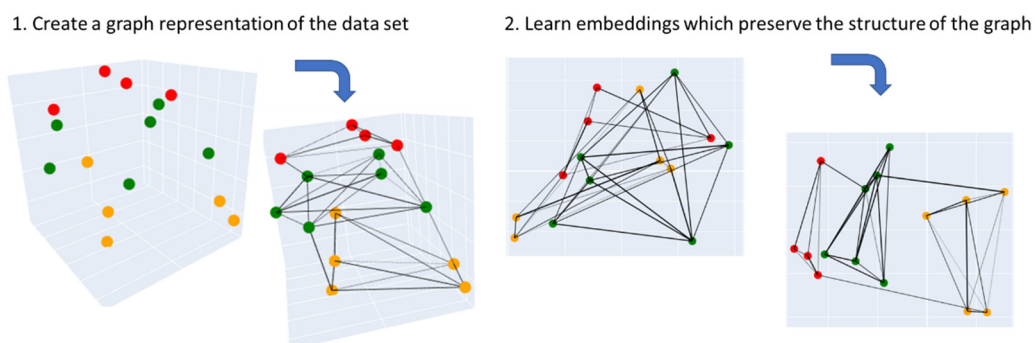 1. Create a graph representation of the data set
2. Learn embeddings which preserve the structure of the graph